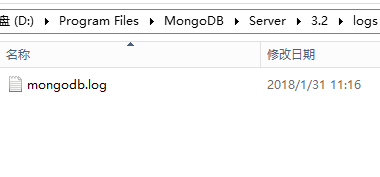 盘 (D:) › Program Files › MongoDB › Server › 3.2 › logs
名称 修改日期
mongodb.log 2018/1/31 11:16